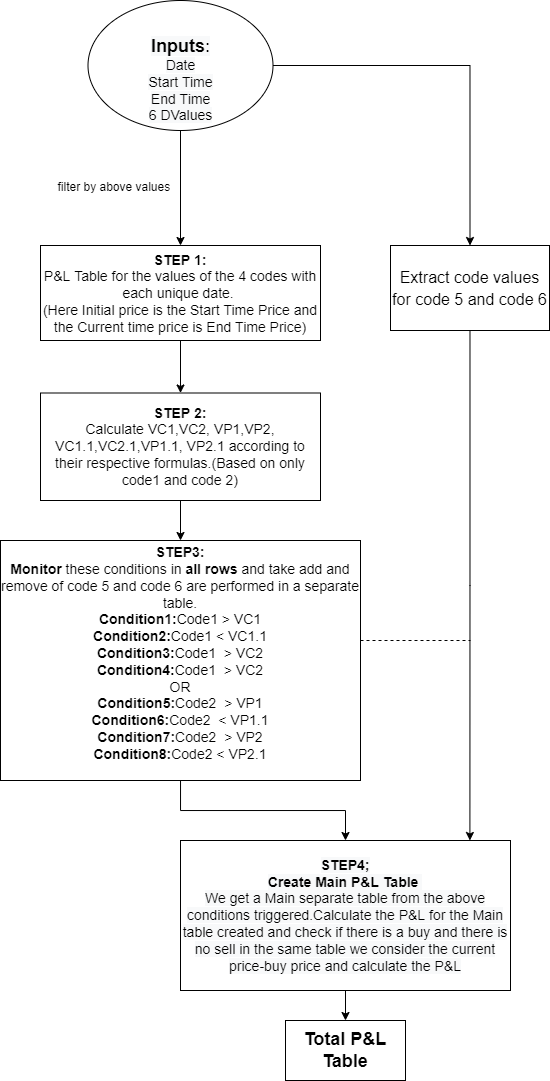 Inputs:
Date
Start Time
End Time
6 DValues
filter by above values
STEP 1:
P&L Table for the values of the 4 codes with
each unique date.
(Here Initial price is the Start Time Price and
the Current time price is End Time Price)
Extract code values
for code 5 and code 6
STEP 2:
Calculate VC1,VC2, VP1,VP2,
VC1.1,VC2.1,VP1.1, VP2.1 according to
their respective formulas.(Based on only
code1 and code 2)
STEP3:
Monitor these conditions in all rows and take add and
remove of code 5 and code 6 are performed in a separate
table.
Condition1:Code1 > VC1
Condition2:Code1 < VC1.1
Condition3:Code1 > VC2
Condition4:Code1 > VC2
OR
Condition5:Code2 > VP1
Condition6:Code2 < VP1.1
Condition7:Code2 > VP2
Condition8:Code2 < VP2.1
STEP4;
Create Main P&L Table
We get a Main separate table from the above
conditions triggered.Calculate the P&L for the Main
table created and check if there is a buy and there is
no sell in the same table we consider the current
price-buy price and calculate the P&L
Total P&L
Table